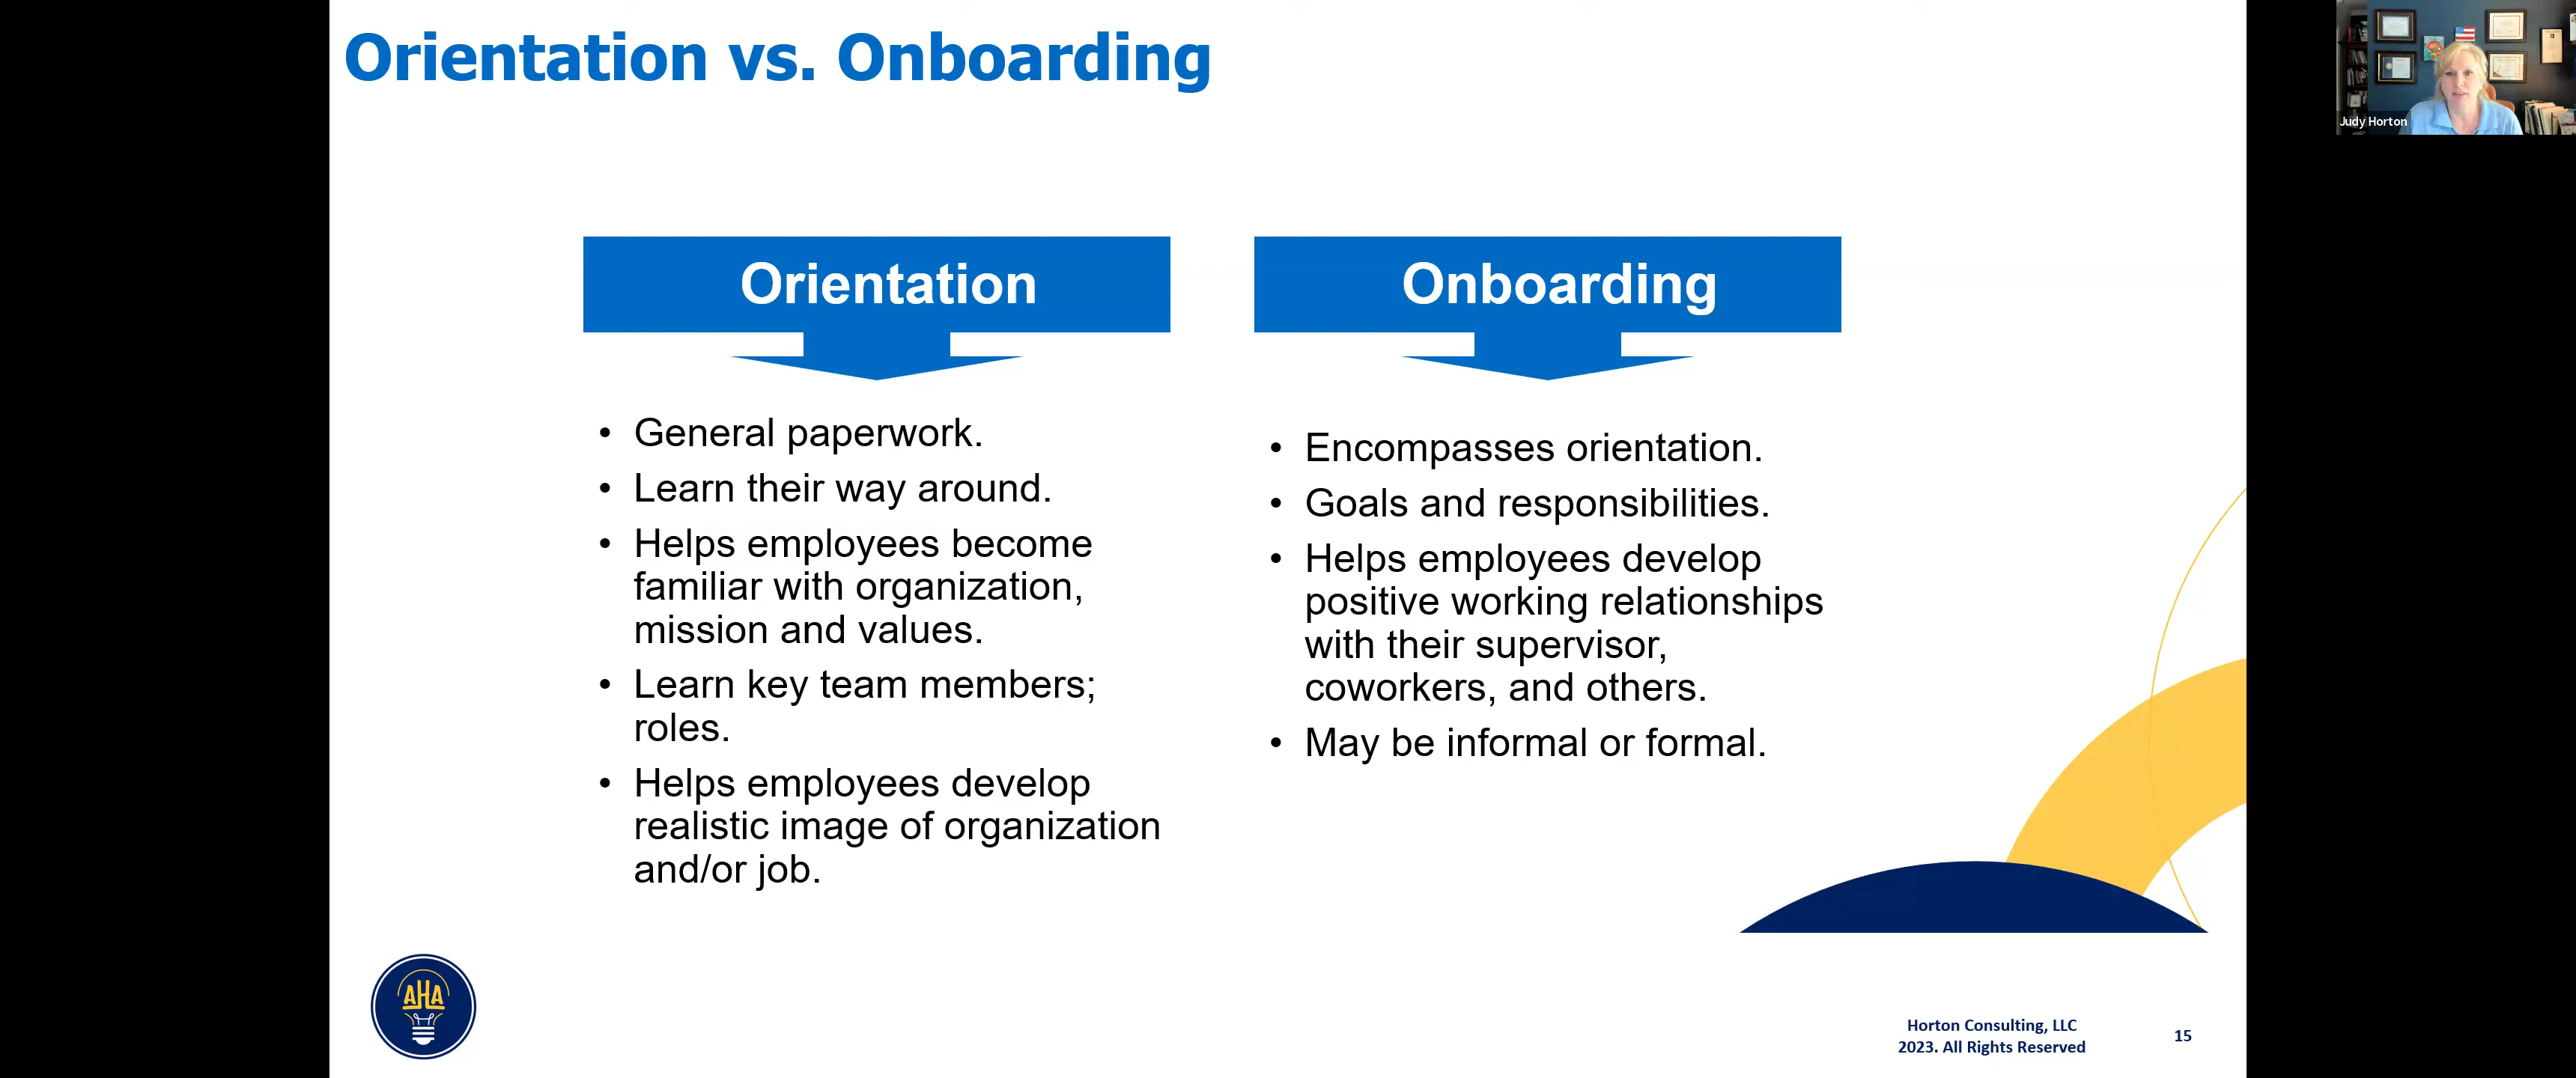 Orientation vs. Onboarding
Judy Horton
Orientation
• General paperwork.
• Learn their way around.
• Helps employees become
familiar with organization,
mission and values.
• Learn key team members;
roles.
• Helps employees develop
realistic image of organization
and/or job.
Onboarding
• Encompasses orientation.
• Goals and responsibilities.
• Helps employees develop
positive working relationships
with their supervisor,
coworkers, and others.
• May be informal or formal.
AHA
Horton Consulting, LLC
2023. All Rights Reserved
15